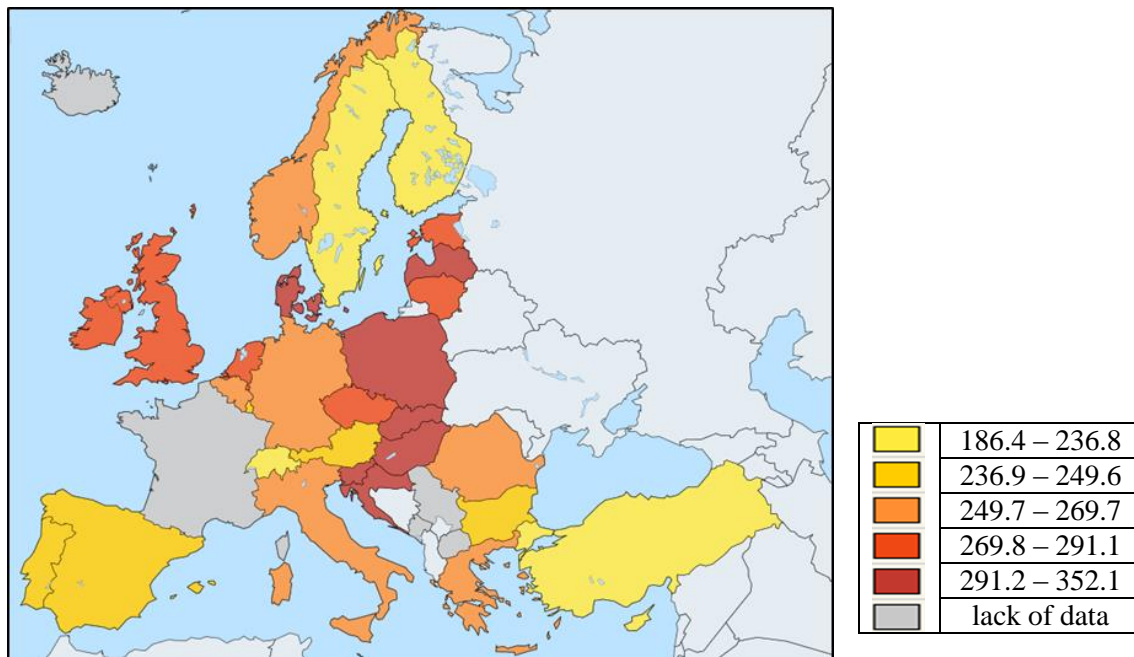 186.4 – 236.8
236.9 – 249.6
249.7 – 269.7
269.8 – 291.1
291.2 – 352.1
lack of data